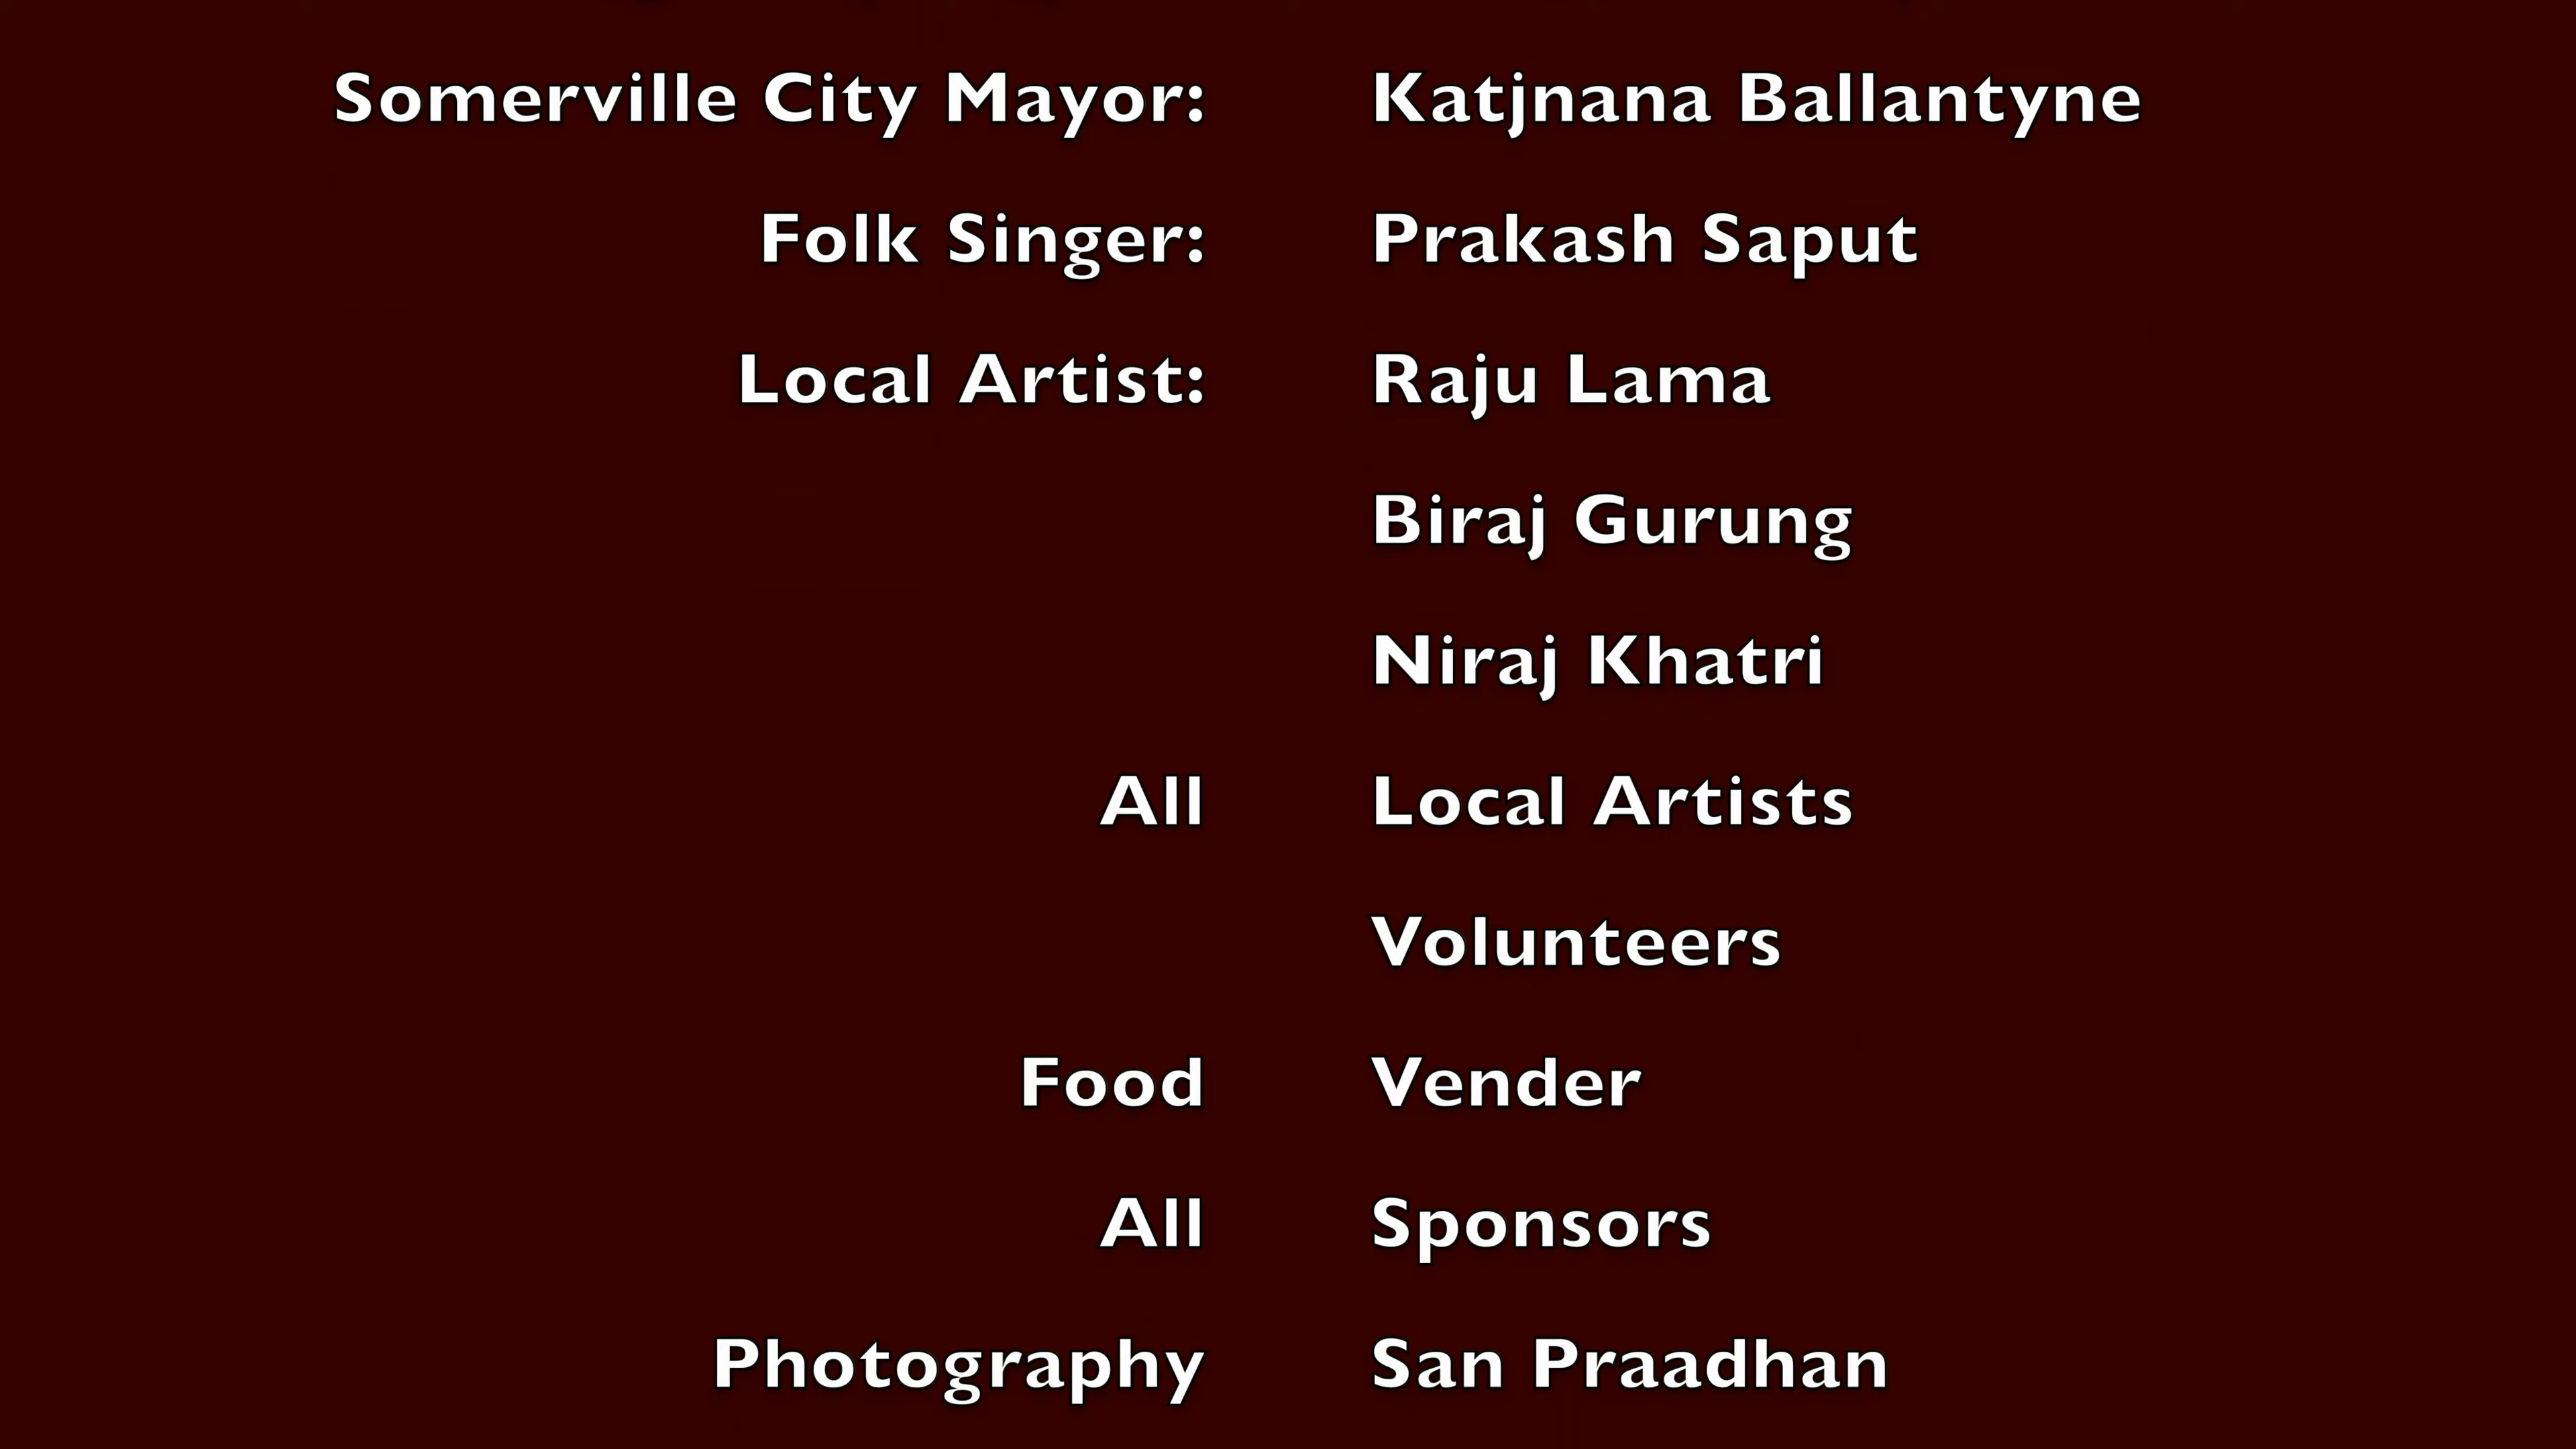 Somerville City Mayor: Katjnana Ballantyne
Folk Singer: Prakash Saput
Local Artist: Raju Lama
Biraj Gurung
Niraj Khatri
All Local Artists
Volunteers
Food Vender
All Sponsors
Photography San Praadhan